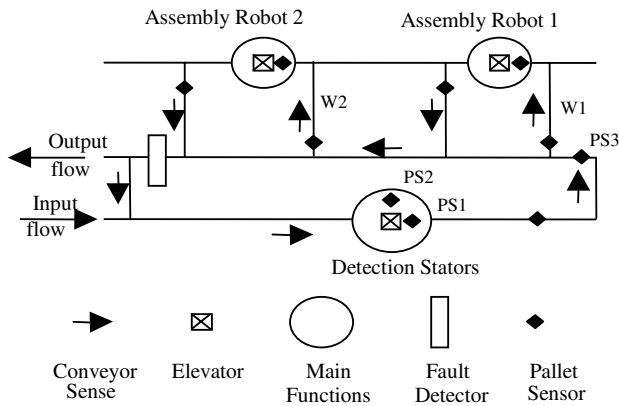 Assembly Robot 2
Assembly Robot 1
W2
W1
Output
flow
PS3
PS2
Input
flow
PS1
Detection Stators
Conveyor
Sense
Elevator
Main
Functions
Fault
Detector
Pallet
Sensor